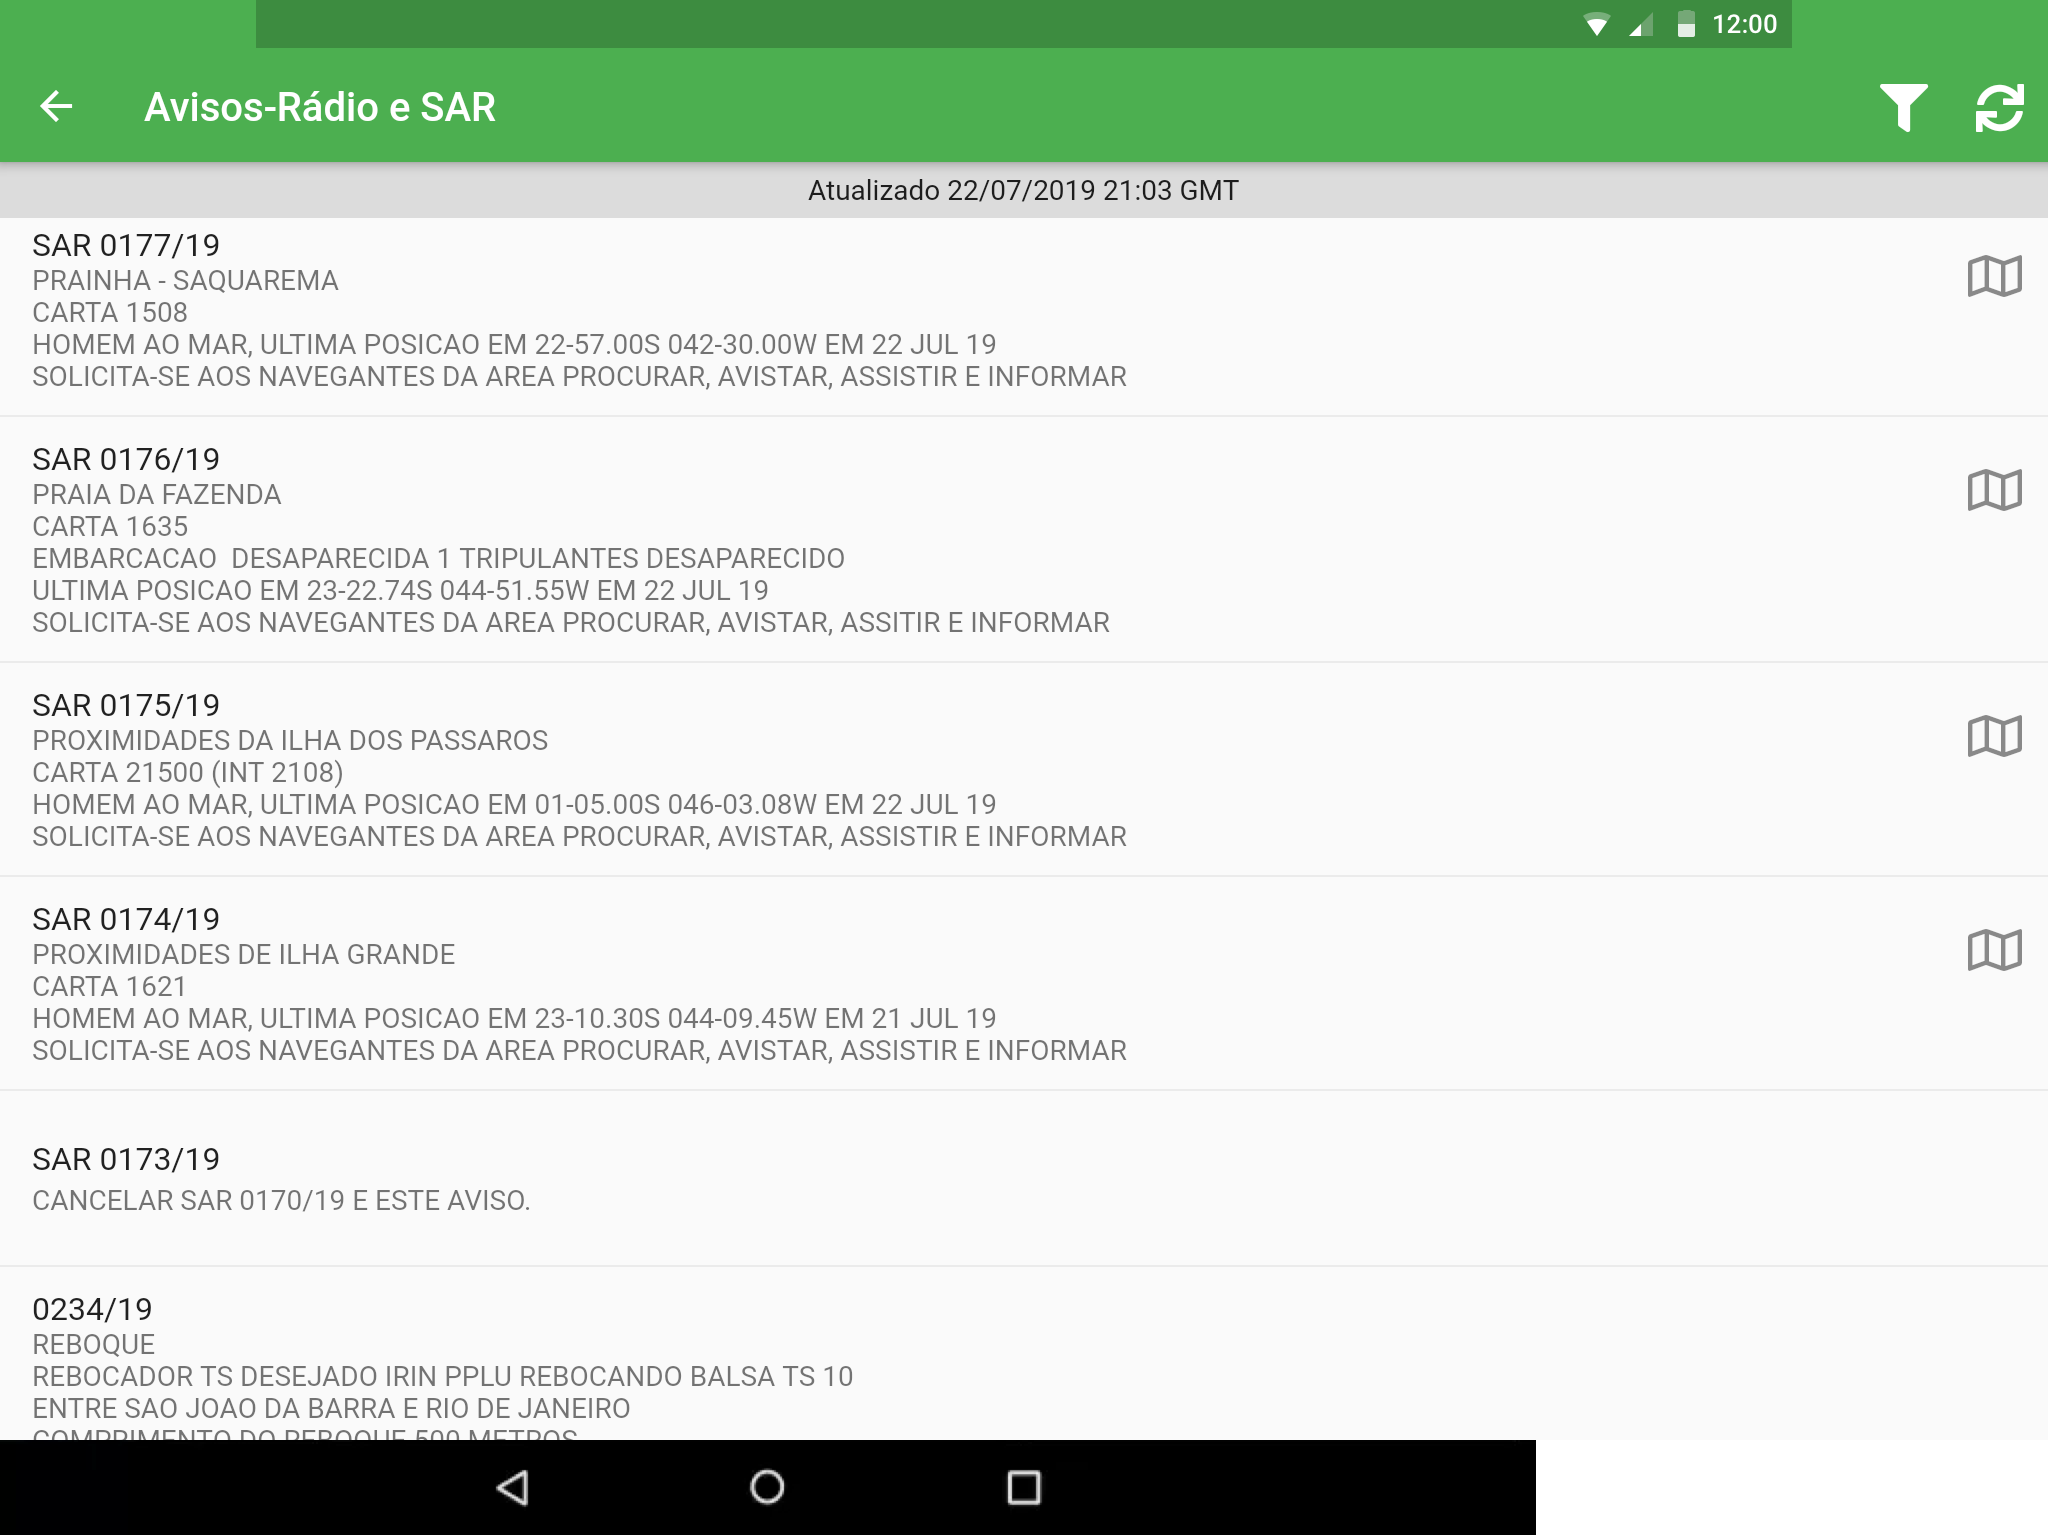 12:00
Avisos-Rádio e SAR
Atualizado 22/07/2019 21:03 GMT
SAR 0177/19
PRAINHA - SAQUAREMA
CARTA 1508
HOMEM AO MAR, ULTIMA POSICAO EM 22-57.00S 042-30.00W EM 22 JUL 19
SOLICITA-SE AOS NAVEGANTES DA AREA PROCURAR, AVISTAR, ASSISTIR E INFORMAR
SAR 0176/19
PRAIA DA FAZENDA
CARTA 1635
EMBARCACAO  DESAPARECIDA 1 TRIPULANTES DESAPARECIDO
ULTIMA POSICAO EM 23-22.74S 044-51.55W EM 22 JUL 19
SOLICITA-SE AOS NAVEGANTES DA AREA PROCURAR, AVISTAR, ASSITIR E INFORMAR
SAR 0175/19
PROXIMIDADES DA ILHA DOS PASSAROS
CARTA 21500 (INT 2108)
HOMEM AO MAR, ULTIMA POSICAO EM 01-05.00S 046-03.08W EM 22 JUL 19
SOLICITA-SE AOS NAVEGANTES DA AREA PROCURAR, AVISTAR, ASSISTIR E INFORMAR
SAR 0174/19
PROXIMIDADES DE ILHA GRANDE
CARTA 1621
HOMEM AO MAR, ULTIMA POSICAO EM 23-10.30S 044-09.45W EM 21 JUL 19
SOLICITA-SE AOS NAVEGANTES DA AREA PROCURAR, AVISTAR, ASSISTIR E INFORMAR
SAR 0173/19
CANCELAR SAR 0170/19 E ESTE AVISO.
0234/19
REBOQUE
REBOCADOR TS DESEJADO IRIN PPLU REBOCANDO BALSA TS 10
ENTRE SAO JOAO DA BARRA E RIO DE JANEIRO
COMPRIMENTO DO REBOQUE 500 METROS